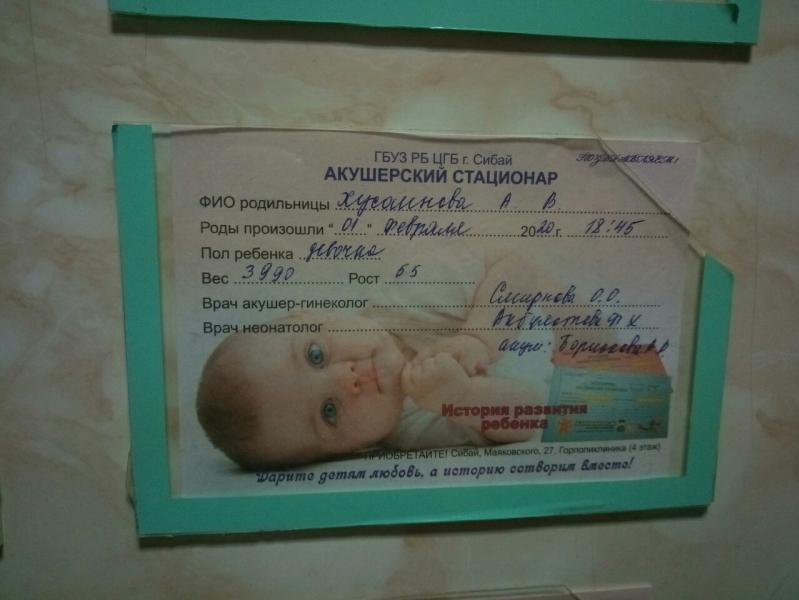 ГБУЗ РБ ЦГБ г. Сибай
поздравляем!
АКУШЕРСКИЙ СТАЦИОНАР
ФИО родильницы Хусаинова А. В.
Роды произошли "01" февраля 2020 г. 18:45
Пол ребенка девочка
Вес 3990 Рост 55
Врач акушер-гинеколог Смирнова О.О.
Врач неонатолог
акуш:
История развития
ребенка
ПРИОБРЕТАЙТЕ! Сибай, Маяковского, 27, Горполиклиника (4 этаж).
Дарите детям любовь, а историю сотворим вместе!